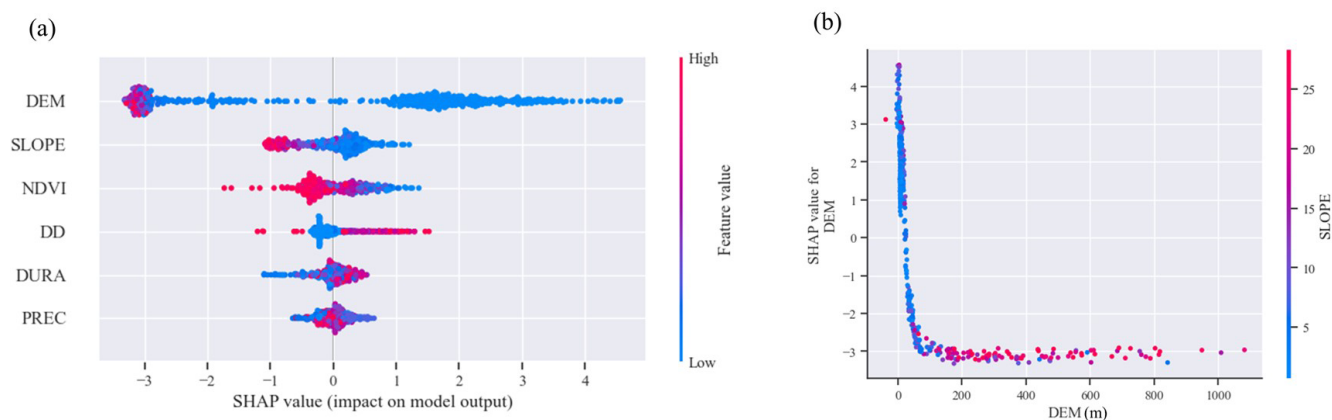 (a)
DEM
SLOPE
NDVI
DD
DURA
PREC
−3 −2 −1 0 1 2 3 4
SHAP value (impact on model output)
High
Feature value
Low
(b)
4
3
2
1
0
−1
−2
−3
SHAP value for
DEM
0 200 400 600 800 1000
DEM (m)
25
20
15
10
5
SLOPE